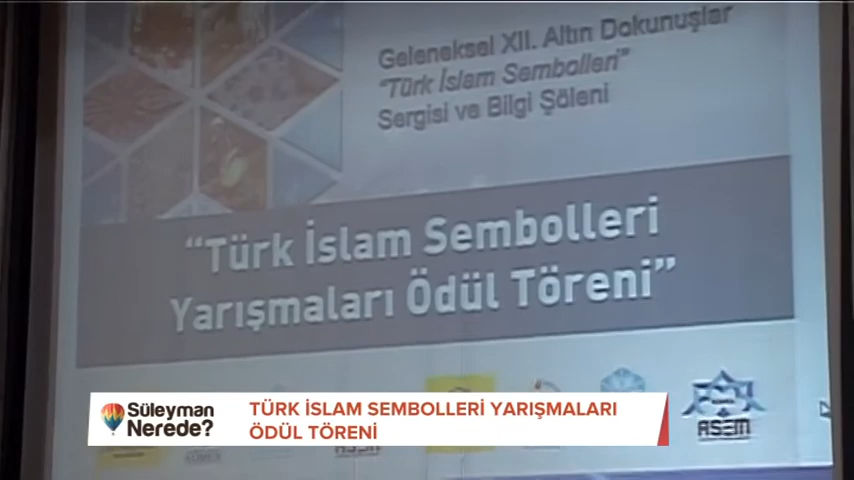 Geleneksel XII. Altın Dokunuşlar
"Türk İslam Sembolleri"
Sergisi ve Bilgi Şöleni
"Türk İslam Sembolleri
Yarışmaları Ödül Töreni"
ASEM
Süleyman
Nerede?
TÜRK İSLAM SEMBOLLERİ YARIŞMALARI
ÖDÜL TÖRENİ